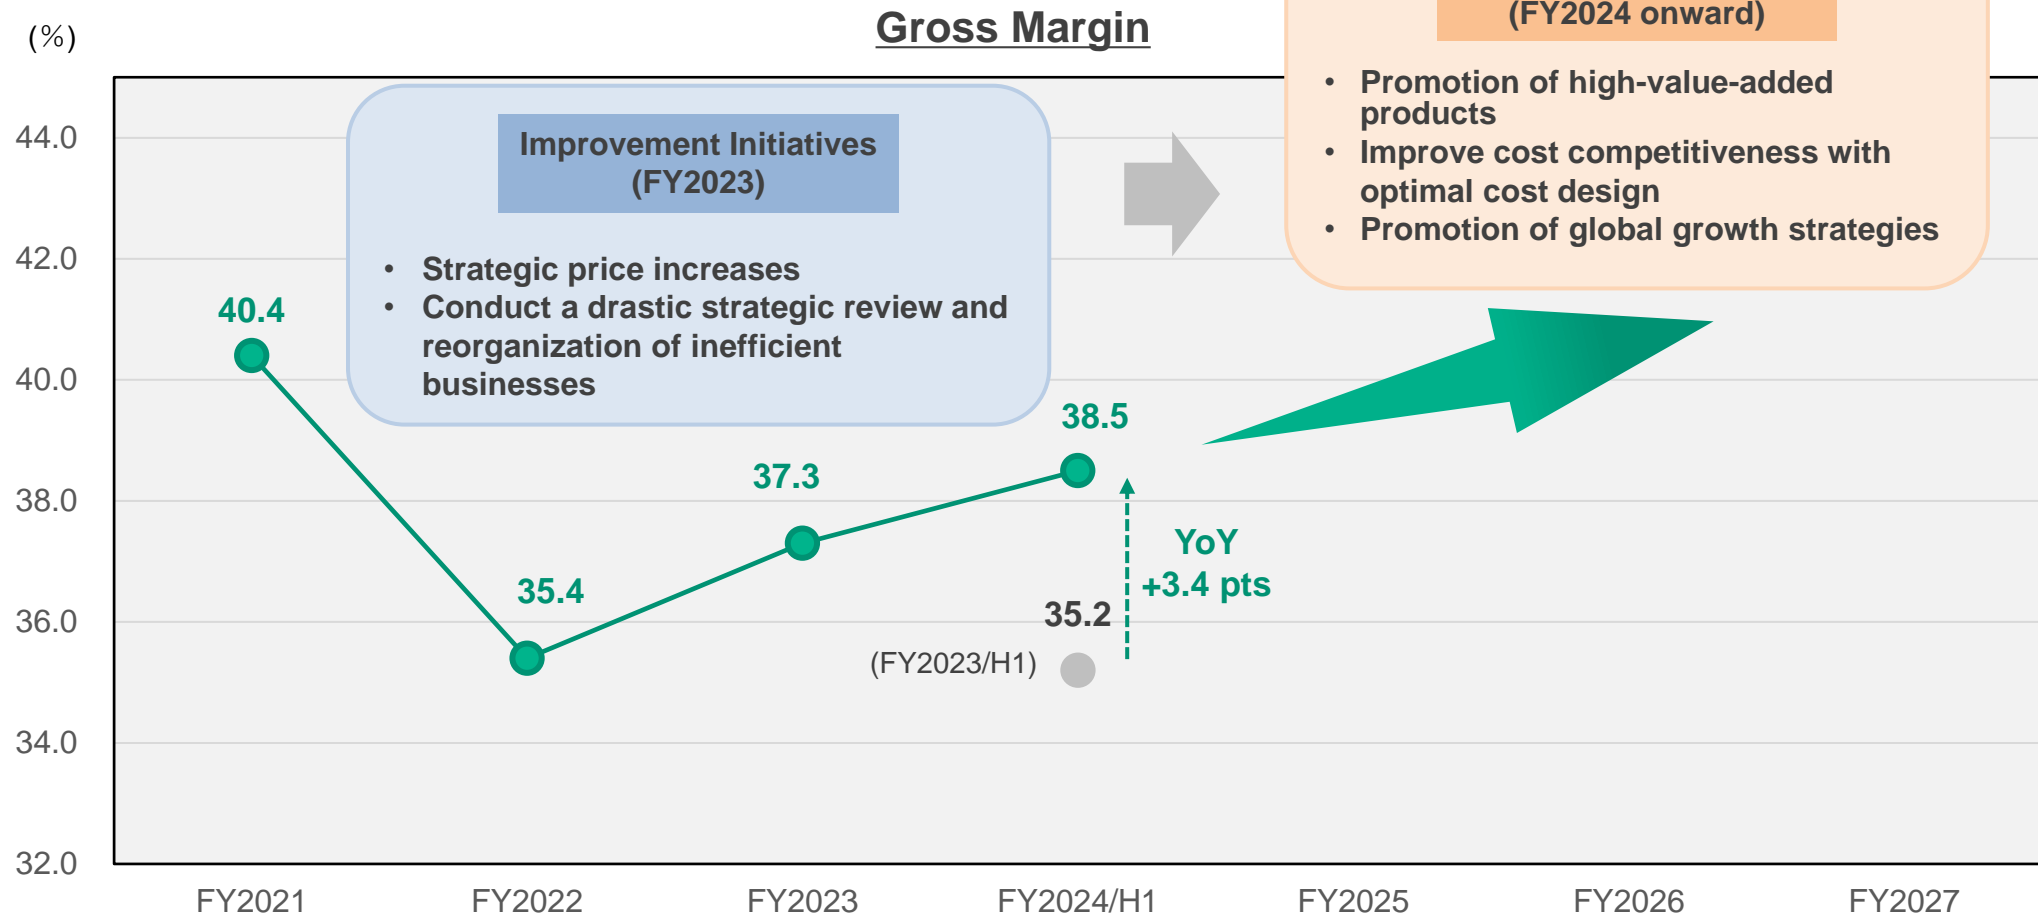 Gross Margin
(%)
(FY2024 onward)
• Promotion of high-value-added
products
• Improve cost competitiveness with
optimal cost design
• Promotion of global growth strategies
Improvement Initiatives
(FY2023)
• Strategic price increases
• Conduct a drastic strategic review and
reorganization of inefficient
businesses
44.0
42.0
40.0
38.0
36.0
34.0
32.0
40.4
35.4
37.3
38.5
YoY
+3.4 pts
35.2
(FY2023/H1)
FY2021
FY2022
FY2023
FY2024/H1
FY2025
FY2026
FY2027